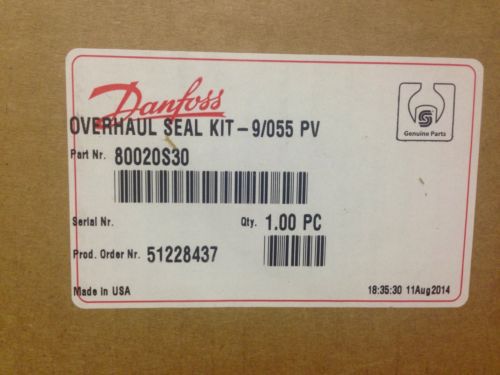 Danfoss
Genuine Parts
OVERHAUL SEAL KIT - 9/055 PV
Part Nr. 80020S30
Serial Nr.
Qty. 1.00 PC
Prod. Order Nr. 51228437
Made in USA
18:35:30 11Aug2014